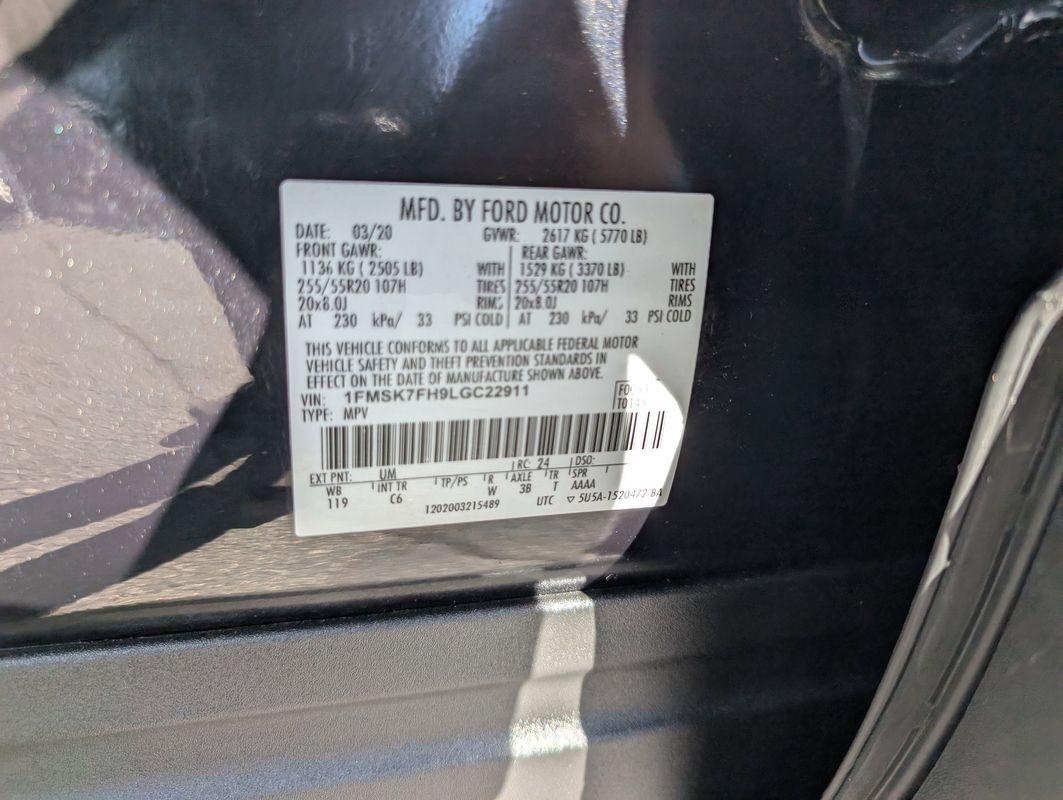 MFD. BY FORD MOTOR CO.
DATE: 03/20 GVWR: 2617 KG ( 5770 LB)
FRONT GAWR: REAR GAWR:
1136 KG ( 2505 LB) WITH 1529 KG ( 3370 LB) WITH
255/55R20 107H TIRES 255/55R20 107H TIRES
20x8.0J RIMS 20x8.0J RIMS
AT 230 kPa/ 33 PSI COLD AT 230 kPa/ 33 PSI COLD
THIS VEHICLE CONFORMS TO ALL APPLICABLE FEDERAL MOTOR
VEHICLE SAFETY AND THEFT PREVENTION STANDARDS IN
EFFECT ON THE DATE OF MANUFACTURE SHOWN ABOVE.
VIN: 1FMSK7FH9LGC22911
TYPE: MPV
EXT PNT: UM RC: 24 DSO:
WB INT TR TP/PS R AXLE TR SPR
119 C6 W 3B T AAAA
1202003215489 UTC ▽ 5U5A-1520472-BA